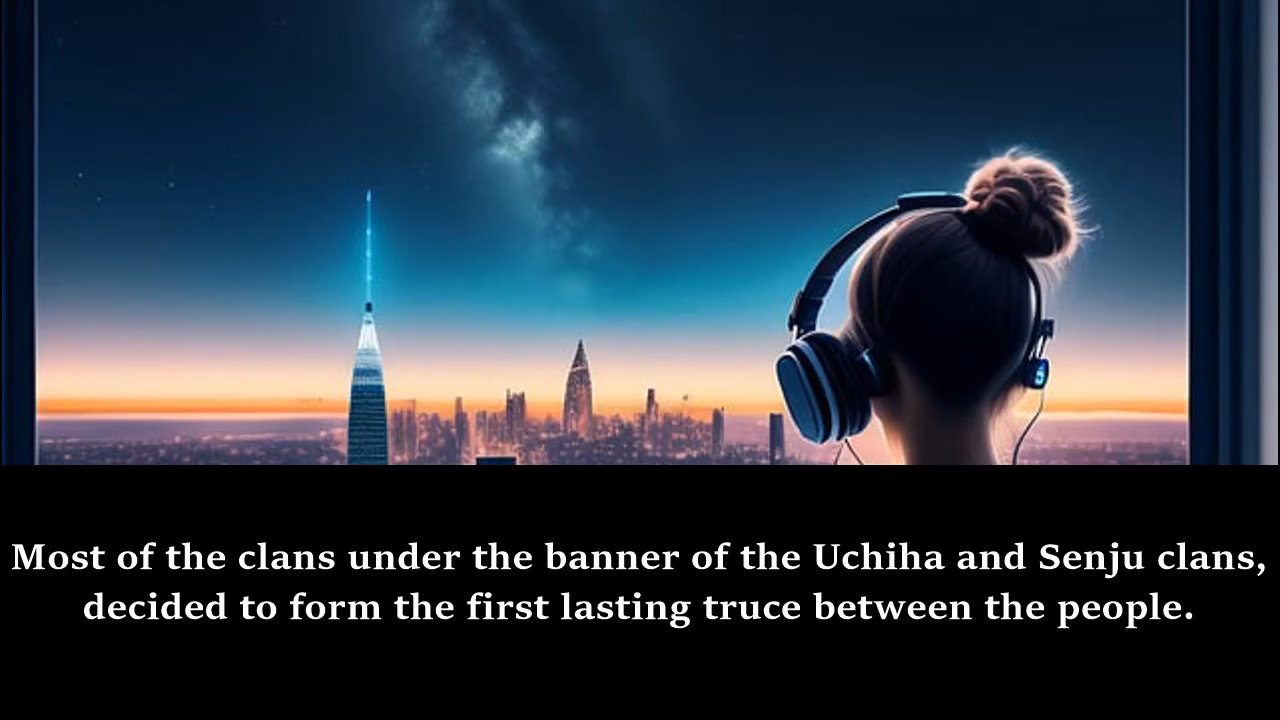 Most of the clans under the banner of the Uchiha and Senju clans,
decided to form the first lasting truce between the people.